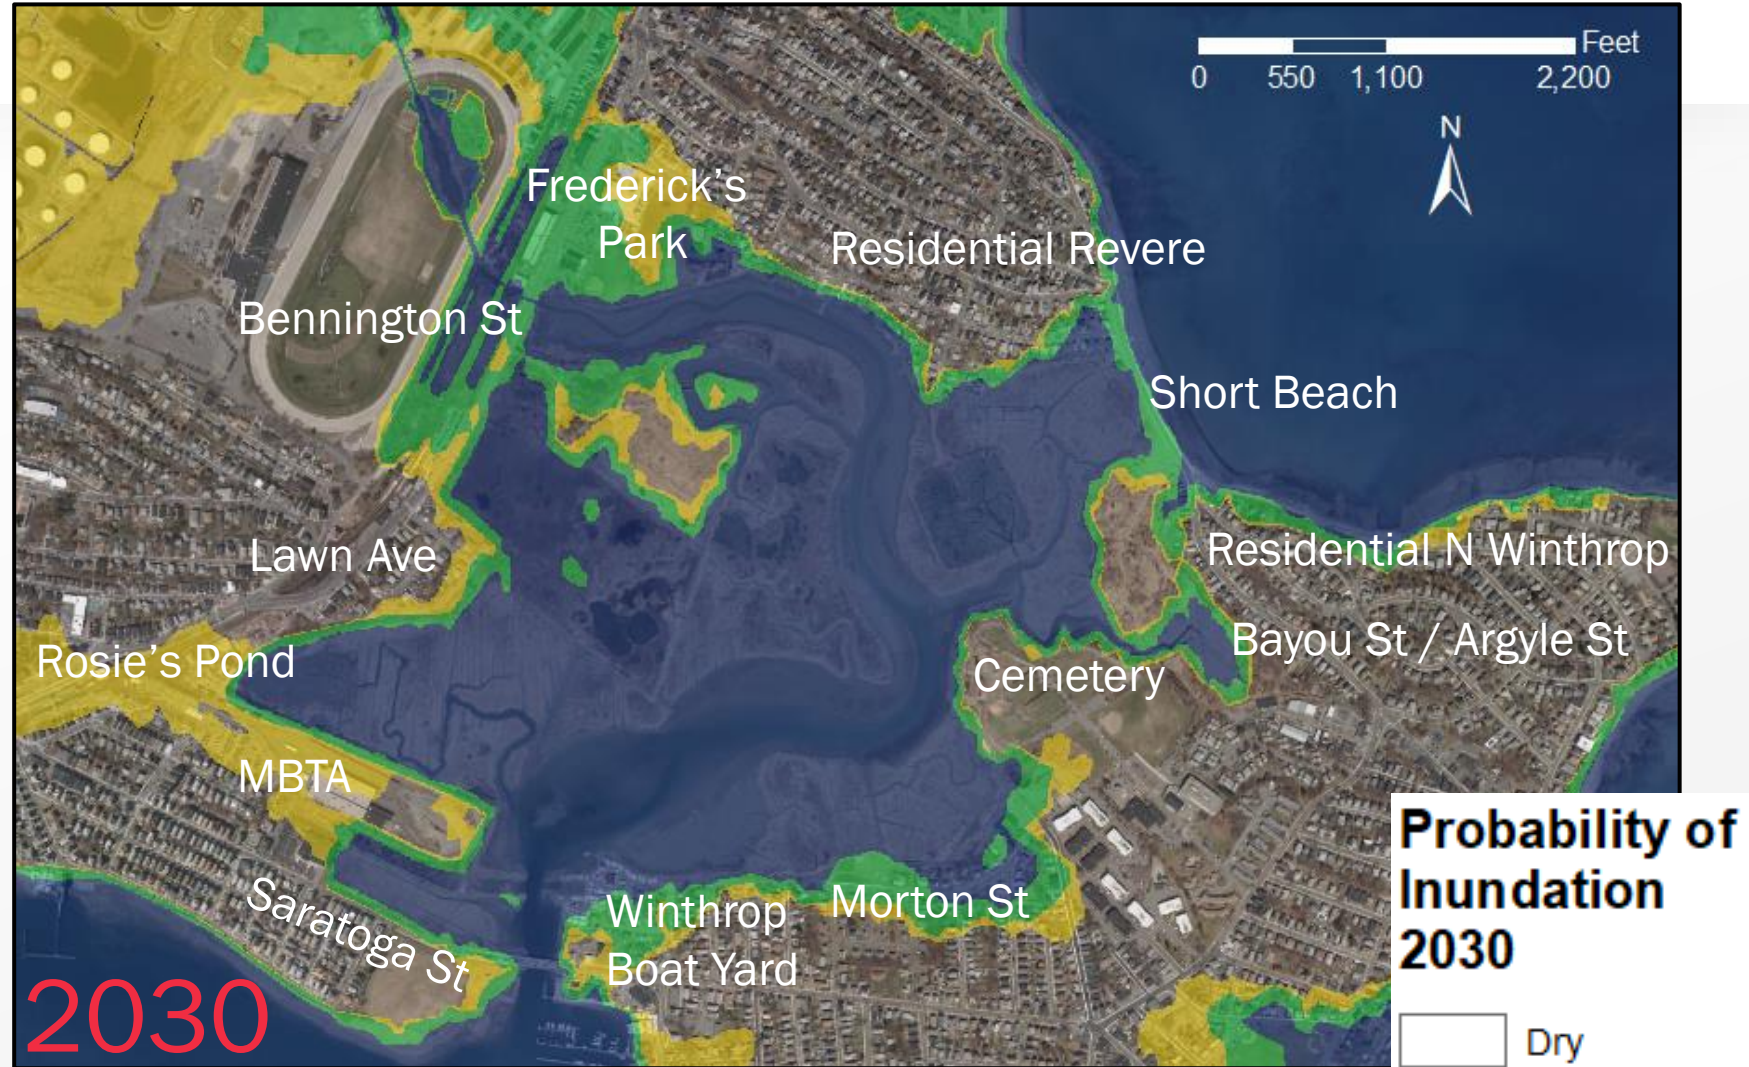 Feet
0 550 1,100 2,200
N
Frederick’s
Park
Residential Revere
Bennington St
Short Beach
Lawn Ave
Residential N Winthrop
Rosie’s Pond
Bayou St / Argyle St
Cemetery
MBTA
Saratoga St
Winthrop
Boat Yard
Morton St
2030
Probability of
Inundation
2030
Dry